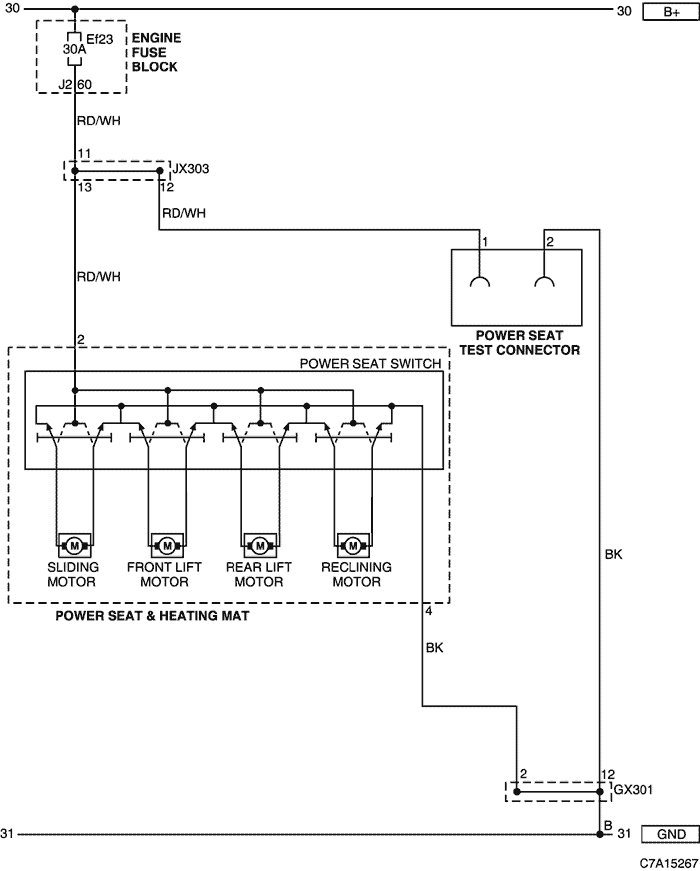 30
30
B+
Ef23
30A
ENGINE
FUSE
BLOCK
J2 60
RD/WH
11
JX303
13
12
RD/WH
1
2
RD/WH
POWER SEAT
TEST CONNECTOR
2
POWER SEAT SWITCH
M
M
M
M
SLIDING
MOTOR
FRONT LIFT
MOTOR
REAR LIFT
MOTOR
RECLINING
MOTOR
BK
POWER SEAT & HEATING MAT
4
BK
2
12
GX301
31
B
31
GND
C7A15267